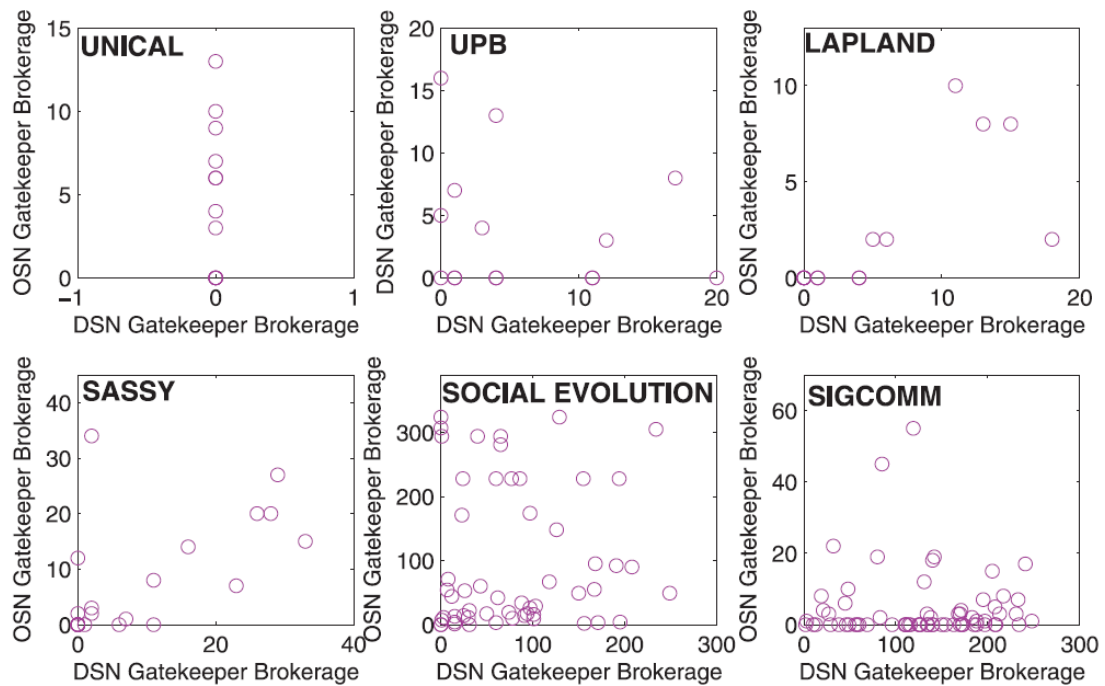 UNICAL
OSN Gatekeeper Brokerage
15
10
5
0
−1
0
1
DSN Gatekeeper Brokerage
UPB
DSN Gatekeeper Brokerage
20
15
10
5
0
0
10
20
DSN Gatekeeper Brokerage
LAPLAND
OSN Gatekeeper Brokerage
10
5
0
0
10
20
DSN Gatekeeper Brokerage
SASSY
OSN Gatekeeper Brokerage
40
30
20
10
0
0
20
40
DSN Gatekeeper Brokerage
SOCIAL EVOLUTION
OSN Gatekeeper Brokerage
300
200
100
0
0
100
200
300
DSN Gatekeeper Brokerage
SIGCOMM
OSN Gatekeeper Brokerage
60
40
20
0
0
100
200
300
DSN Gatekeeper Brokerage